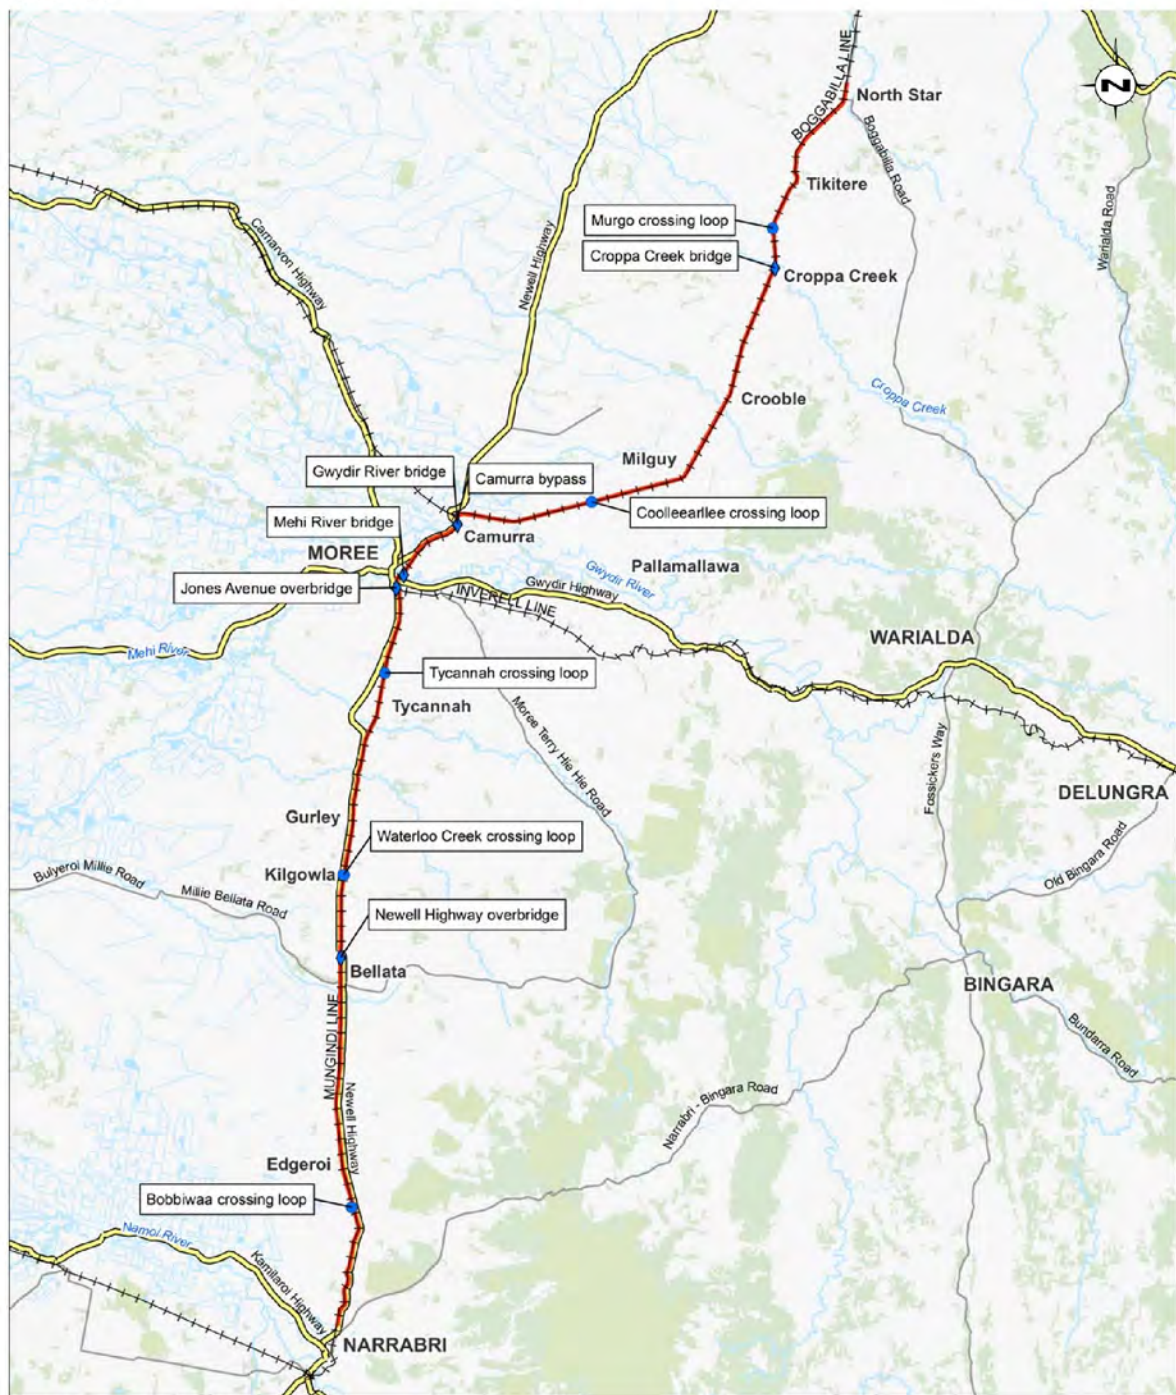 BOGGABILLA LINE
North Star
Boggabilla Road
Warialda Road
Tikitere
Murgo crossing loop
Croppa Creek bridge
Croppa Creek
Carnarvon Highway
Newell Highway
Croppa Creek
Crooble
Milguy
Gwydir River bridge
Camurra bypass
Coolleearllee crossing loop
Mehi River bridge
Camurra
MOREE
Pallamallawa
Gwydir River
Gwydir Highway
Jones Avenue overbridge
INVERELL LINE
WARIALDA
Mehi River
Tycannah crossing loop
Tycannah
Moree Terry Hie Hie Road
Fossickers Way
DELUNGRA
Gurley
Waterloo Creek crossing loop
Old Bingara Road
Kilgowla
Bulyeroi Millie Road
Millie Bellata Road
Newell Highway overbridge
Bellata
BINGARA
MUNGINDI LINE
Bundarra Road
Newell Highway
Narrabri - Bingara Road
Edgeroi
Bobbiwaa crossing loop
Namoi River
Kamilaroi Highway
NARRABRI
N